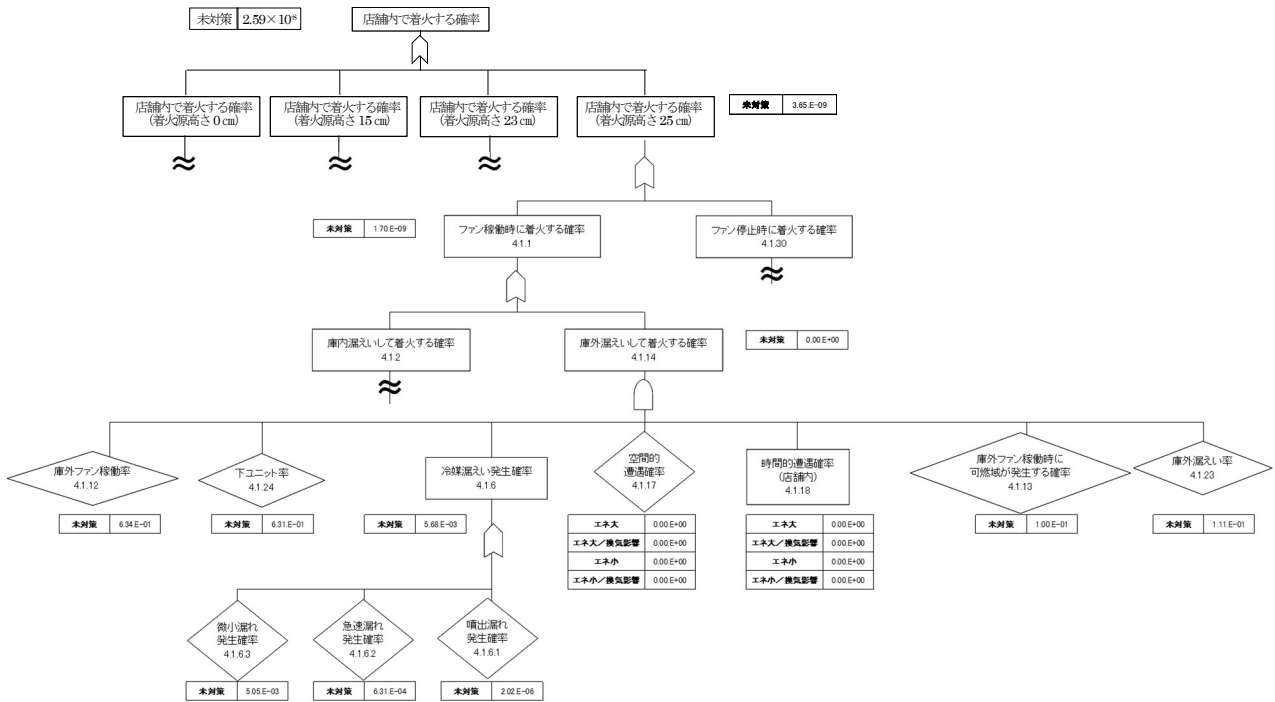 未対策 2.59×10⁸
店舗内で着火する確率
店舗内で着火する確率
(着火源高さ 0 cm)
店舗内で着火する確率
(着火源高さ 15 cm)
店舗内で着火する確率
(着火源高さ 23 cm)
店舗内で着火する確率
(着火源高さ 25 cm)
未対策 3.65.E-09
未対策 1.70.E-09
ファン稼働時に着火する確率
4.1.1
ファン停止時に着火する確率
4.1.30
庫内漏えいして着火する確率
4.1.2
庫外漏えいして着火する確率
4.1.14
未対策 0.00.E+00
庫外ファン稼働率
4.1.12
未対策 6.34.E-01
下ユニット率
4.1.24
未対策 6.31.E-01
冷媒漏えい発生確率
4.1.6
未対策 5.68.E-03
空間的
遭遇確率
4.1.17
エネ大 0.00.E+00
エネ大／換気影響 0.00.E+00
エネ小 0.00.E+00
エネ小／換気影響 0.00.E+00
時間的遭遇確率
(店舗内)
4.1.18
エネ大 0.00.E+00
エネ大／換気影響 0.00.E+00
エネ小 0.00.E+00
エネ小／換気影響 0.00.E+00
庫外ファン稼働時に
可燃域が発生する確率
4.1.13
未対策 1.00.E-01
庫外漏えい率
4.1.23
未対策 1.11.E-01
微小漏れ
発生確率
4.1.6.3
未対策 5.05.E-03
急速漏れ
発生確率
4.1.6.2
未対策 6.31.E-04
噴出漏れ
発生確率
4.1.6.1
未対策 2.02.E-06